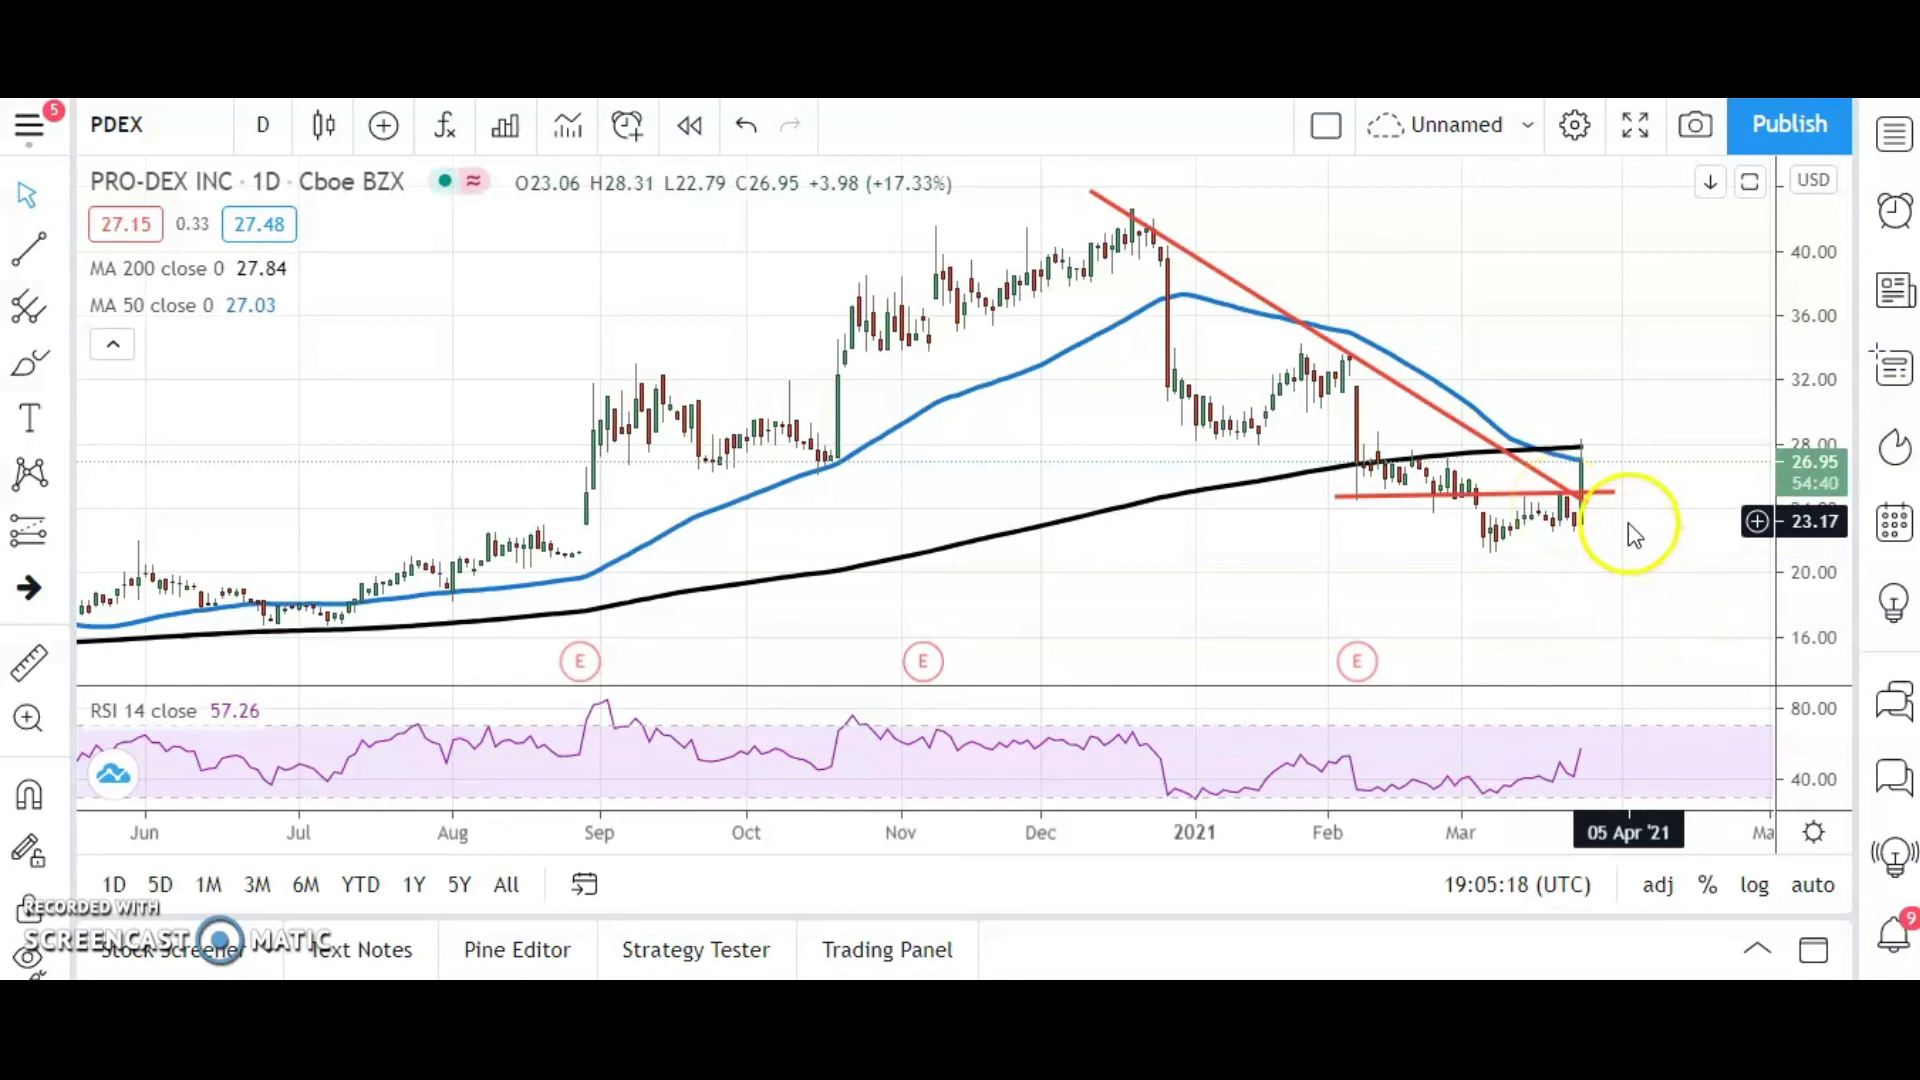 5
PDEX D Unnamed Publish
PRO-DEX INC · 1D · Cboe BZX O23.06 H28.31 L22.79 C26.95 +3.98 (+17.33%) USD
27.15 0.33 27.48
MA 200 close 0 27.84
MA 50 close 0 27.03
40.00
36.00
32.00
28.00
26.95
54:40
23.17
20.00
16.00
E E E
RSI 14 close 57.26
80.00
40.00
Jun Jul Aug Sep Oct Nov Dec 2021 Feb Mar 05 Apr '21 Ma
1D 5D 1M 3M 6M YTD 1Y 5Y All 19:05:18 (UTC) adj % log auto
RECORDED WITH
SCREENCAST MATIC
9
Stock Screener Text Notes Pine Editor Strategy Tester Trading Panel